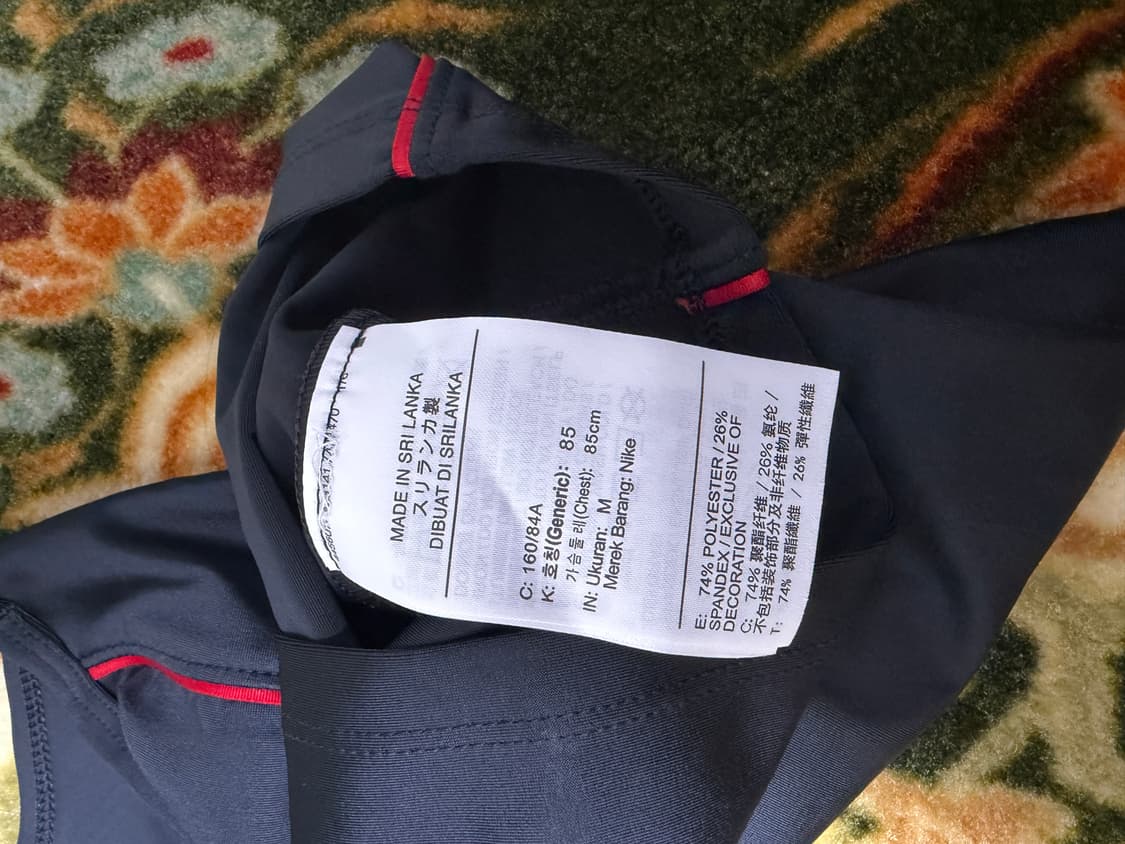 MADE IN SRI LANKA
スリランカ製
DIBUAT DI SRILANKA
C: 160/84A
K: 호칭(Generic): 85
가슴둘레(Chest): 85cm
IN: Ukuran: M
Merek Barang: Nike
E: 74% POLYESTER / 26%
SPANDEX / EXCLUSIVE OF
DECORATION
C: 74% 聚酯纤维 / 26% 氨纶 /
不包括装饰部分及非纤维物质
T: 74% 聚酯纖維 / 26% 彈性纖維